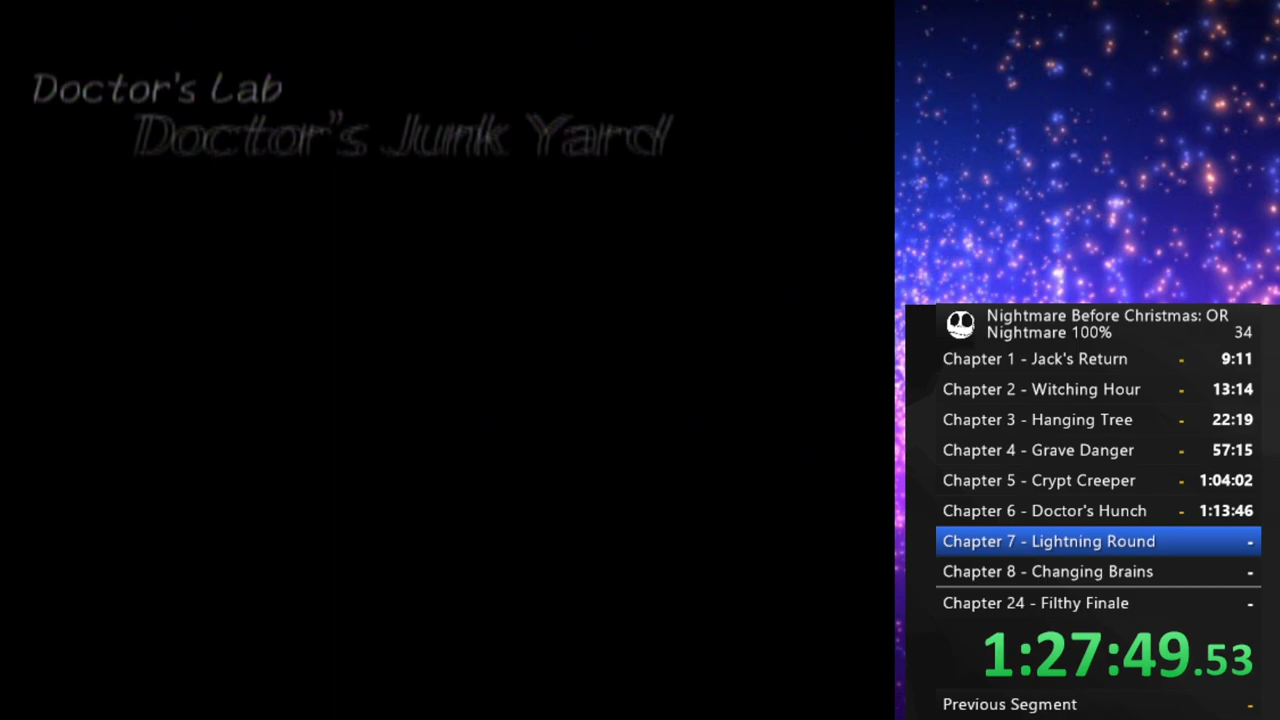 Doctor's Lab
Doctor's Junk Yard
Nightmare Before Christmas: OR
Nightmare 100% 34
Chapter 1 - Jack's Return - 9:11
Chapter 2 - Witching Hour - 13:14
Chapter 3 - Hanging Tree - 22:19
Chapter 4 - Grave Danger - 57:15
Chapter 5 - Crypt Creeper - 1:04:02
Chapter 6 - Doctor's Hunch - 1:13:46
Chapter 7 - Lightning Round -
Chapter 8 - Changing Brains -
Chapter 24 - Filthy Finale -
1:27:49.53
Previous Segment -